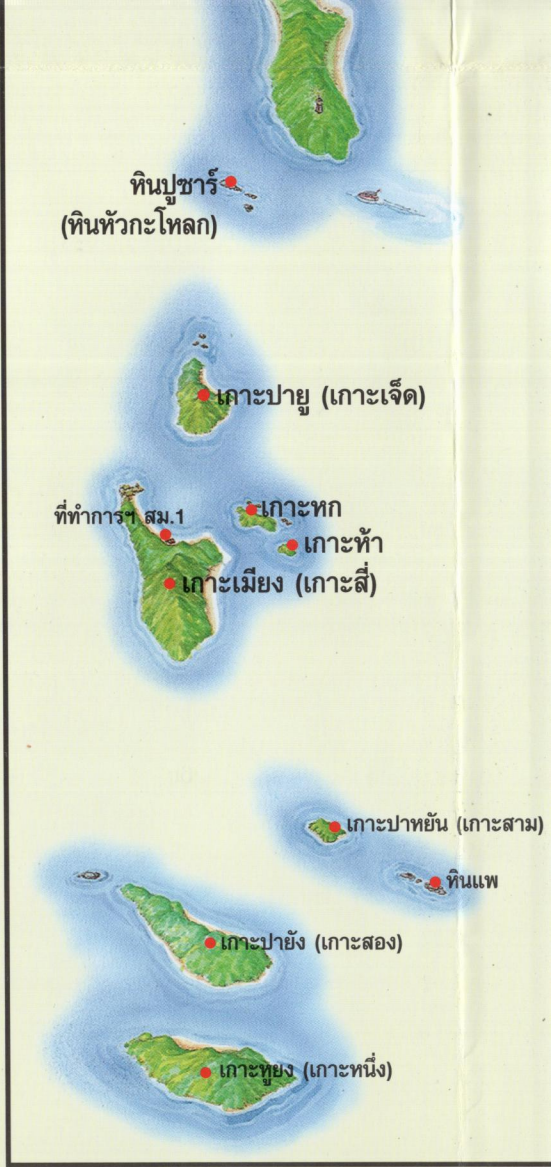 หินปูซาร์
(หินหัวกะโหลก)
เกาะปายู (เกาะเจ็ด)
เกาะหก
ที่ทำการฯ สม.1
เกาะห้า
เกาะเมียง (เกาะสี่)
เกาะปาหยัน (เกาะสาม)
หินแพ
เกาะปายัง (เกาะสอง)
เกาะหูยง (เกาะหนึ่ง)